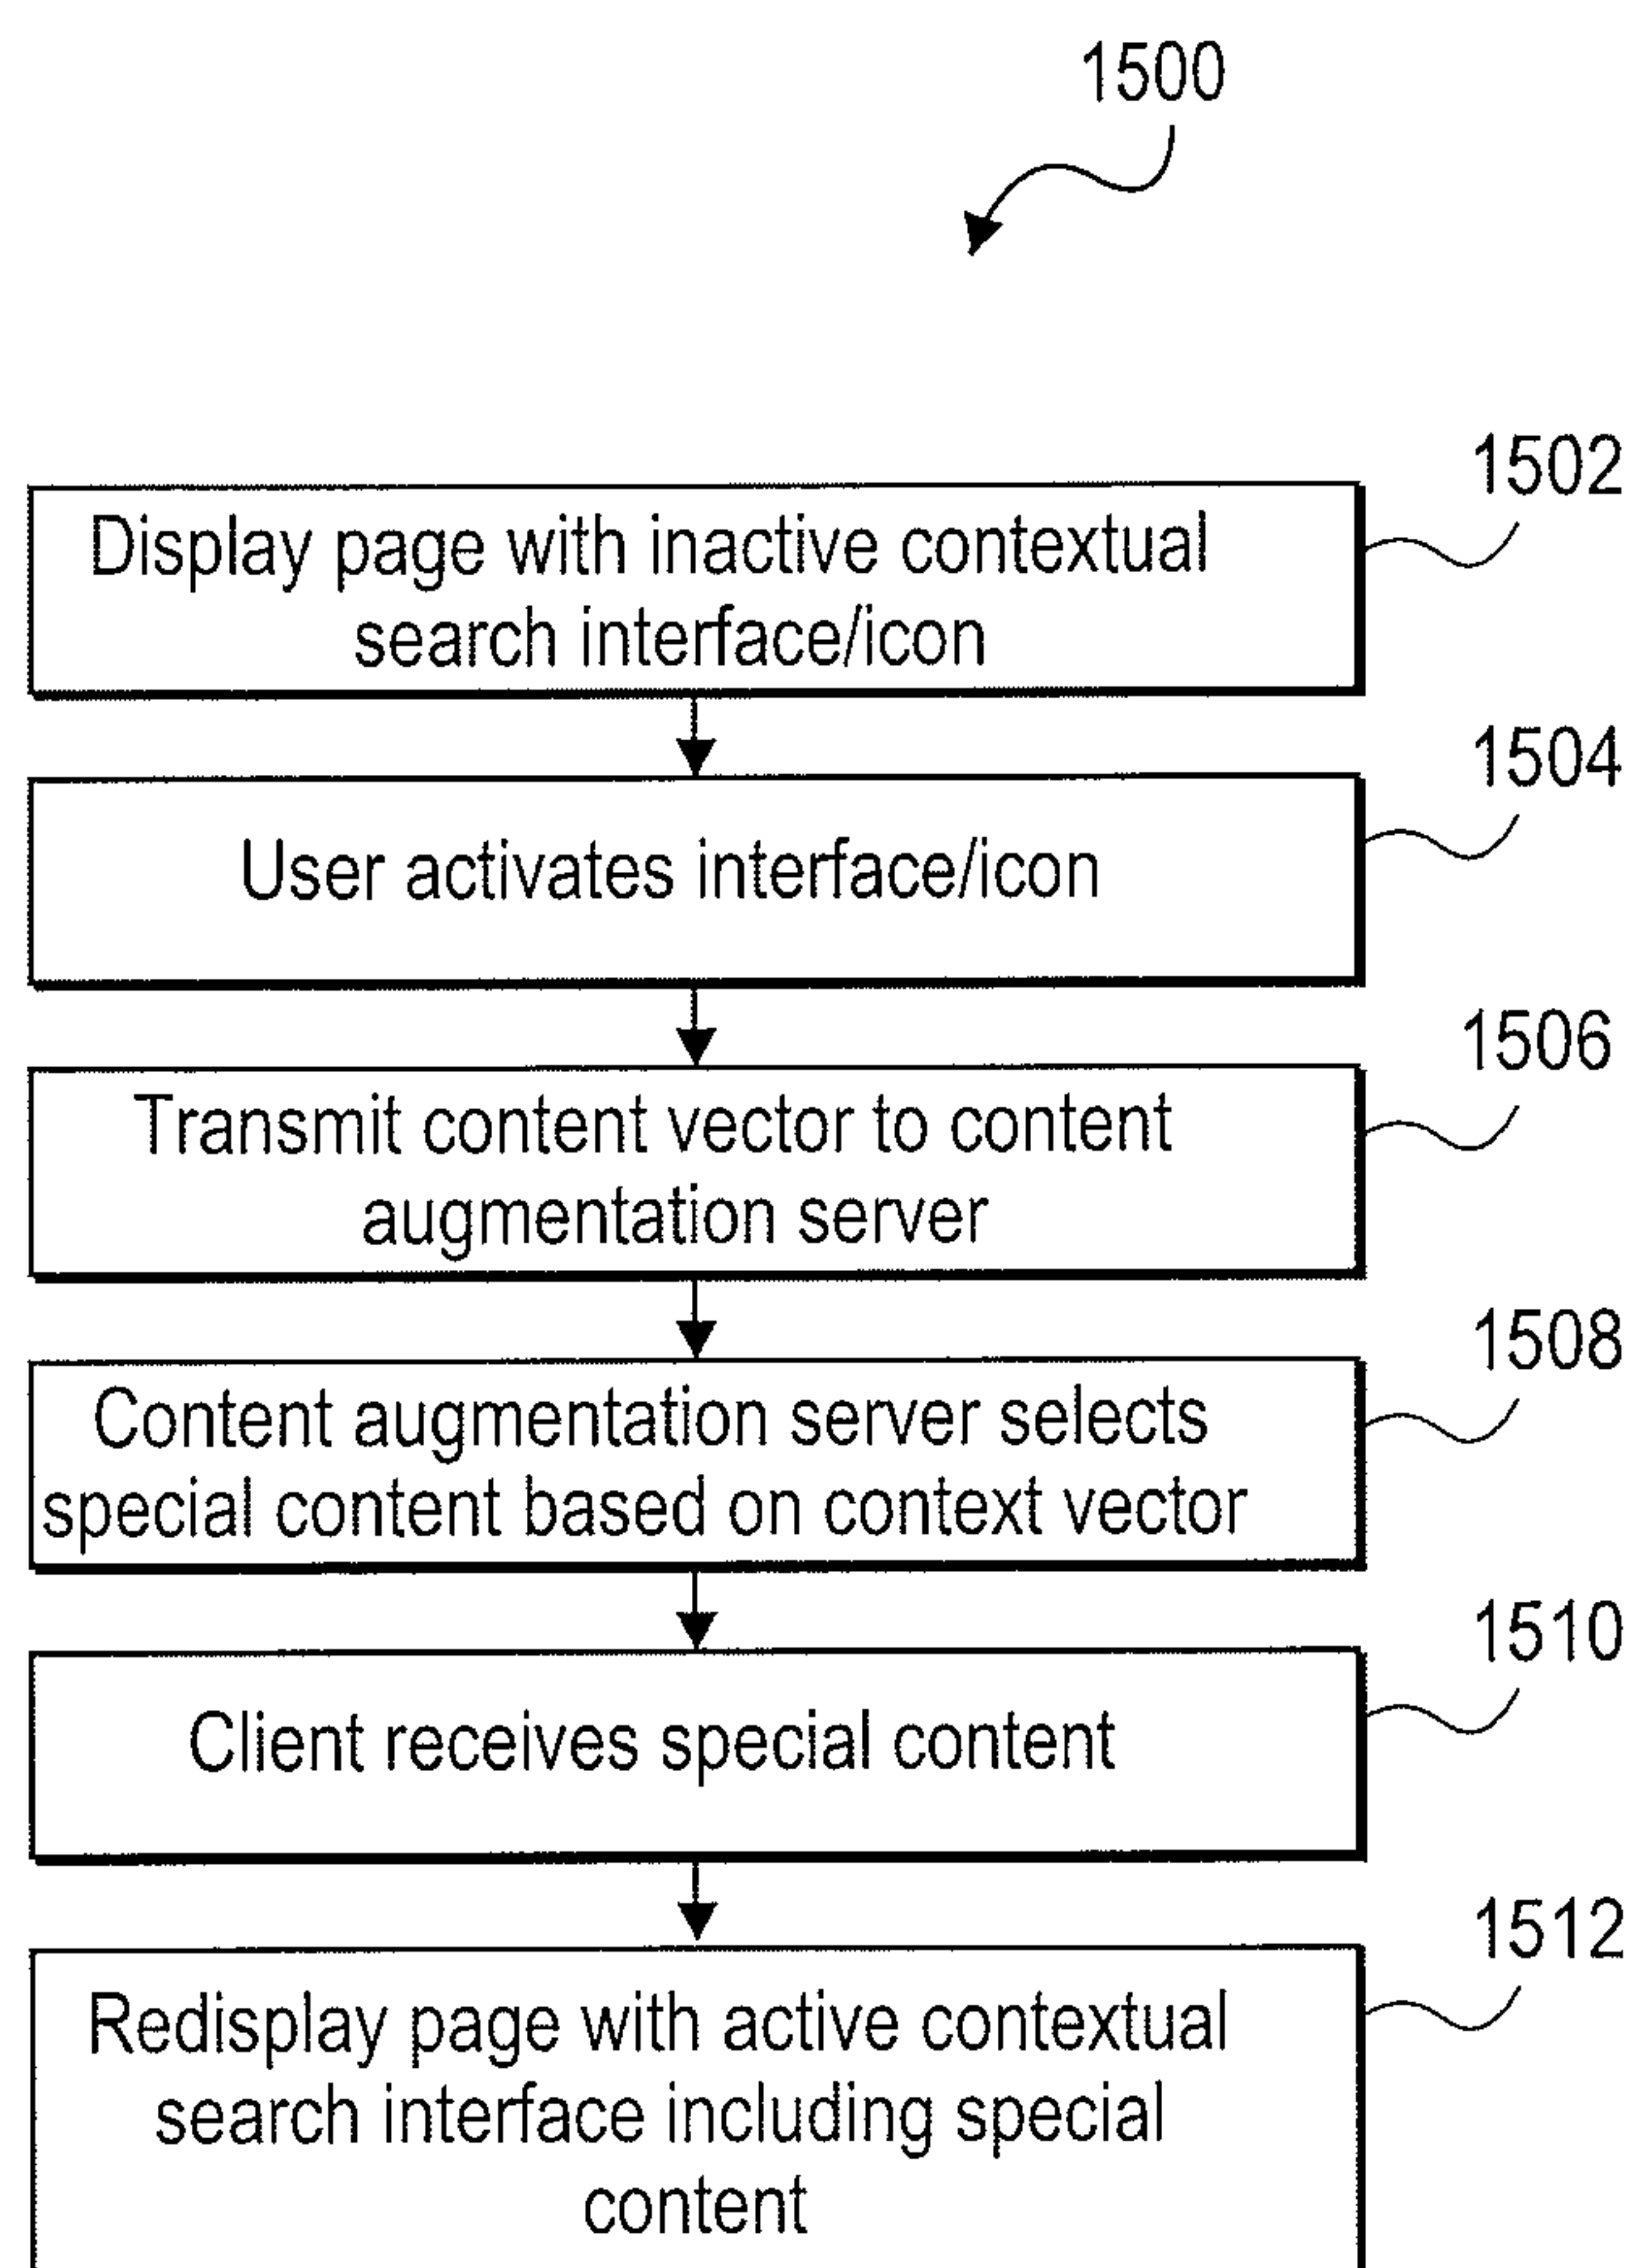 1500
1502
Display page with inactive contextual
search interface/icon
1504
User activates interface/icon
1506
Transmit content vector to content
augmentation server
1508
Content augmentation server selects
special content based on context vector
1510
Client receives special content
1512
Redisplay page with active contextual
search interface including special
content